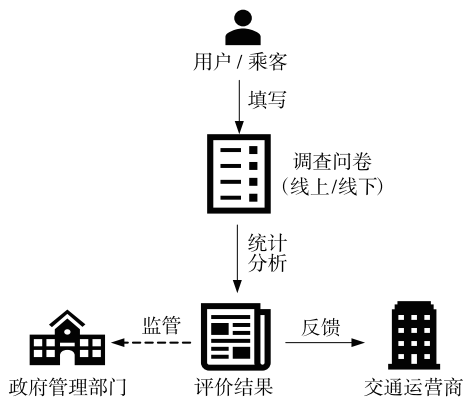 用户/乘客
填写
调查问卷
(线上/线下)
统计
分析
监管
反馈
政府管理部门
评价结果
交通运营商